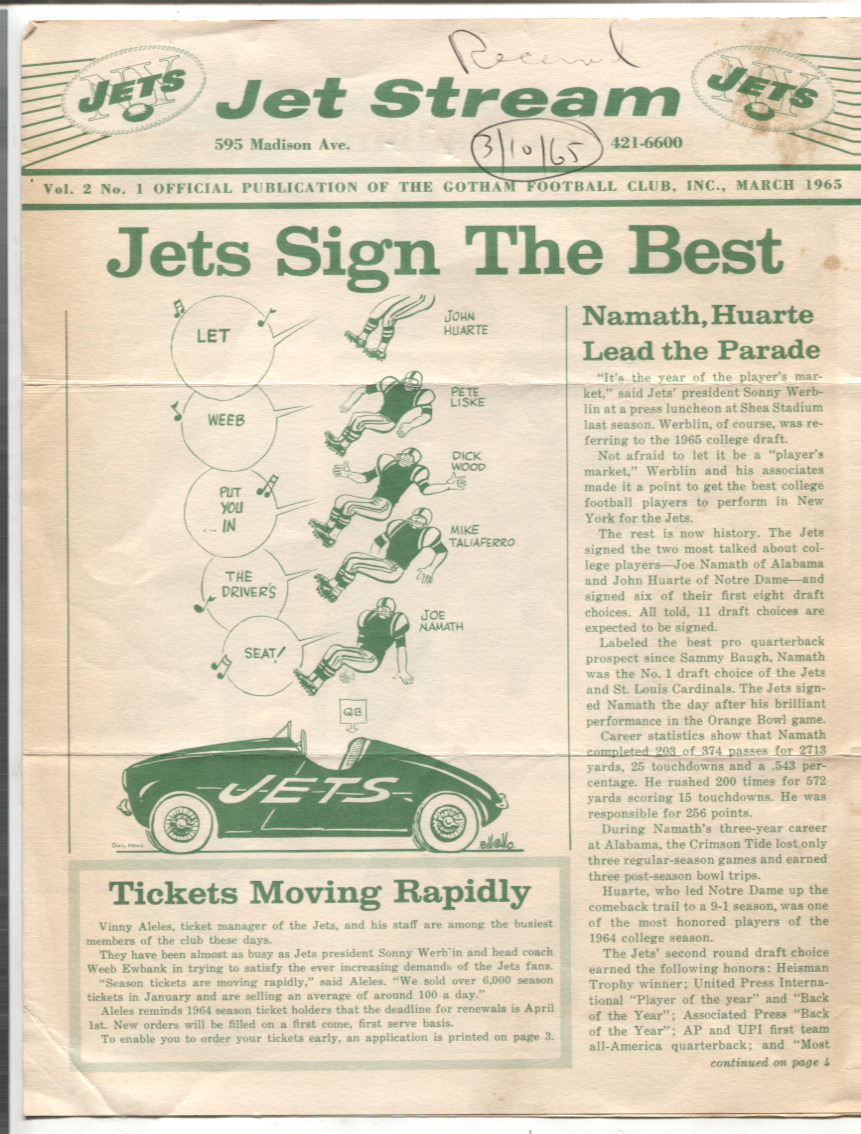 Received
NY
JETS
Jet Stream
NY
JETS
595 Madison Ave.
3/10/65
421-6600
Vol. 2 No. 1 OFFICIAL PUBLICATION OF THE GOTHAM FOOTBALL CLUB, INC., MARCH 1965
Jets Sign The Best
LET
JOHN
HUARTE
WEEB
PETE
LISKE
PUT
YOU
... IN
DICK
WOOD
MIKE
TALIAFERRO
THE
DRIVER'S
JOE
NAMATH
SEAT!
QB
JETS
Daily News
Bill Gallo
Tickets Moving Rapidly
Vinny Aleles, ticket manager of the Jets, and his staff are among the busiest
members of the club these days.
They have been almost as busy as Jets president Sonny Werb'in and head coach
Weeb Ewbank in trying to satisfy the ever increasing demands of the Jets fans.
"Season tickets are moving rapidly," said Aleles. "We sold over 6,000 season
tickets in January and are selling an average of around 100 a day."
Aleles reminds 1964 season ticket holders that the deadline for renewals is April
1st. New orders will be filled on a first come, first serve basis.
To enable you to order your tickets early, an application is printed on page 3.
Namath, Huarte
Lead the Parade
"It's the year of the player's mar-
ket," said Jets' president Sonny Werb-
lin at a press luncheon at Shea Stadium
last season. Werblin, of course, was re-
ferring to the 1965 college draft.
Not afraid to let it be a "player's
market," Werblin and his associates
made it a point to get the best college
football players to perform in New
York for the Jets.
The rest is now history. The Jets
signed the two most talked about col-
lege players—Joe Namath of Alabama
and John Huarte of Notre Dame—and
signed six of their first eight draft
choices. All told, 11 draft choices are
expected to be signed.
Labeled the best pro quarterback
prospect since Sammy Baugh, Namath
was the No. 1 draft choice of the Jets
and St. Louis Cardinals. The Jets sign-
ed Namath the day after his brilliant
performance in the Orange Bowl game.
Career statistics show that Namath
completed 203 of 374 passes for 2713
yards, 25 touchdowns and a .543 per-
centage. He rushed 200 times for 572
yards scoring 15 touchdowns. He was
responsible for 256 points.
During Namath's three-year career
at Alabama, the Crimson Tide lost only
three regular-season games and earned
three post-season bowl trips.
Huarte, who led Notre Dame up the
comeback trail to a 9-1 season, was one
of the most honored players of the
1964 college season.
The Jets' second round draft choice
earned the following honors: Heisman
Trophy winner; United Press Interna-
tional "Player of the year" and "Back
of the Year"; Associated Press "Back
of the Year"; AP and UPI first team
all-America quarterback; and "Most
continued on page 4